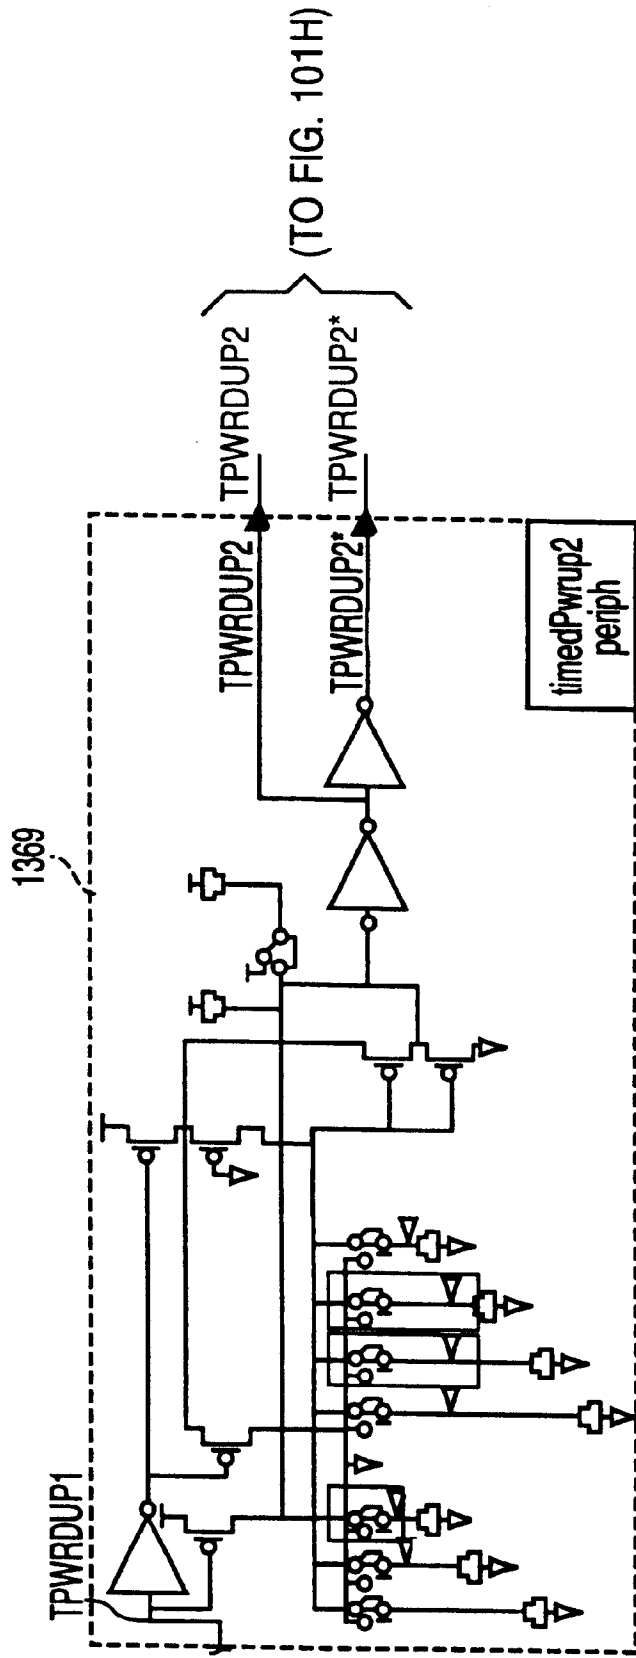 1369
TPWRDUP1
TPWRDUP2
TPWRDUP2
TPWRDUP2*
TPWRDUP2*
(TO FIG. 101H)
timedPwrup2
periph